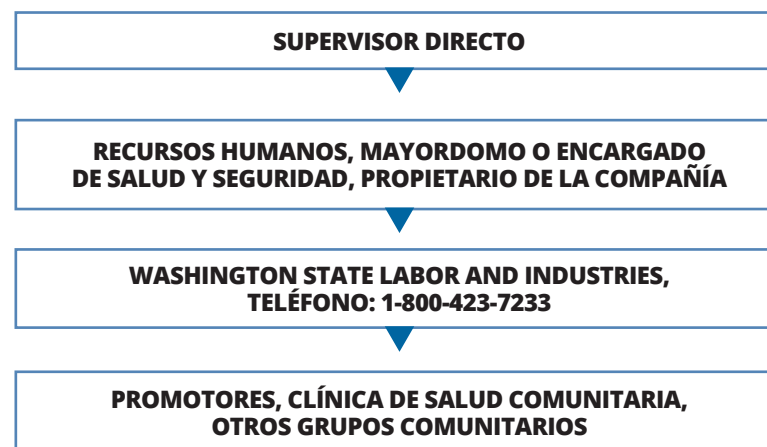 SUPERVISOR DIRECTO
RECURSOS HUMANOS, MAYORDOMO O ENCARGADO
DE SALUD Y SEGURIDAD, PROPIETARIO DE LA COMPAÑÍA
WASHINGTON STATE LABOR AND INDUSTRIES,
TELÉFONO: 1-800-423-7233
PROMOTORES, CLÍNICA DE SALUD COMUNITARIA,
OTROS GRUPOS COMUNITARIOS